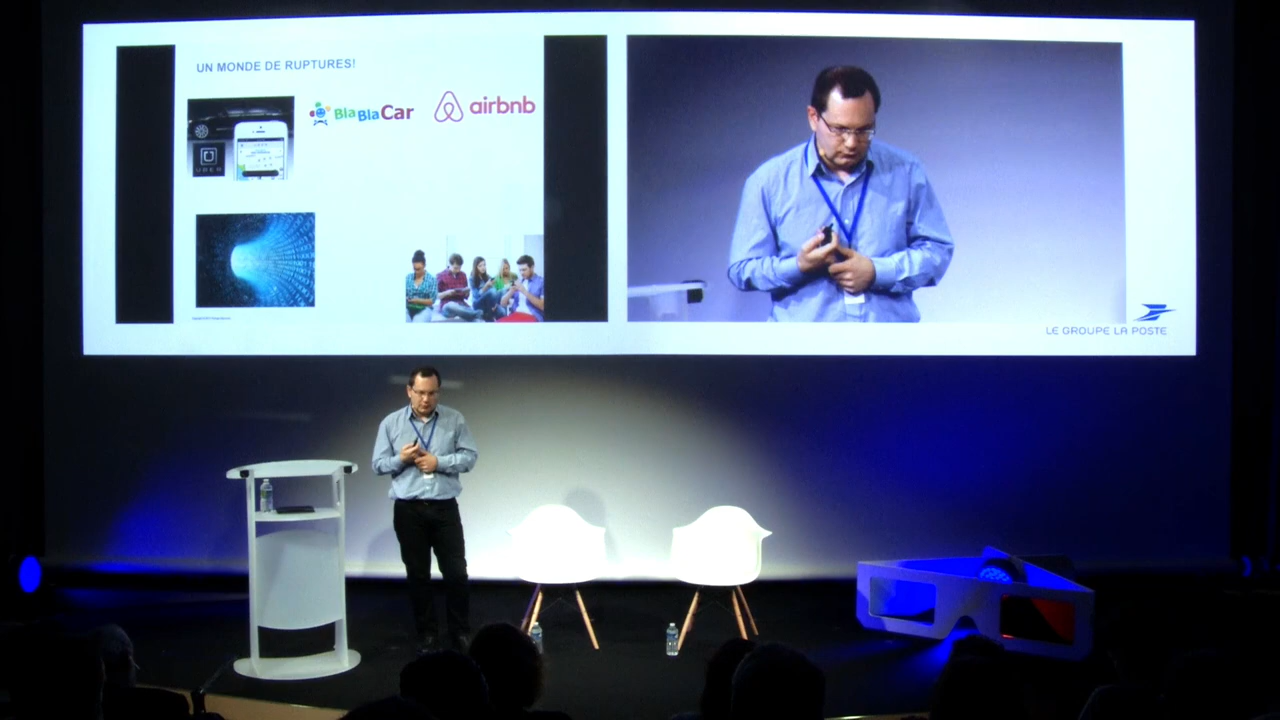 UN MONDE DE RUPTURES!
BlaBlaCar
airbnb
UBER
LE GROUPE LA POSTE